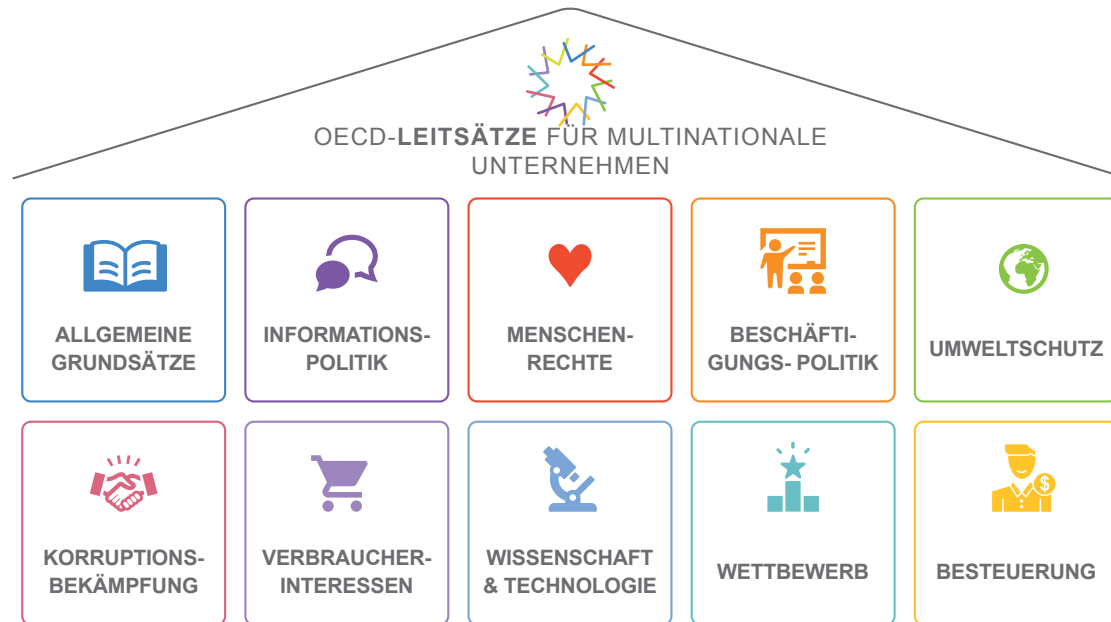 OECD-LEITSÄTZE FÜR MULTINATIONALE
UNTERNEHMEN
ALLGEMEINE
GRUNDSÄTZE
INFORMATIONS-
POLITIK
MENSCHEN-
RECHTE
BESCHÄFTI-
GUNGS- POLITIK
UMWELTSCHUTZ
KORRUPTIONS-
BEKÄMPFUNG
VERBRAUCHER-
INTERESSEN
WISSENSCHAFT
& TECHNOLOGIE
WETTBEWERB
$
BESTEUERUNG